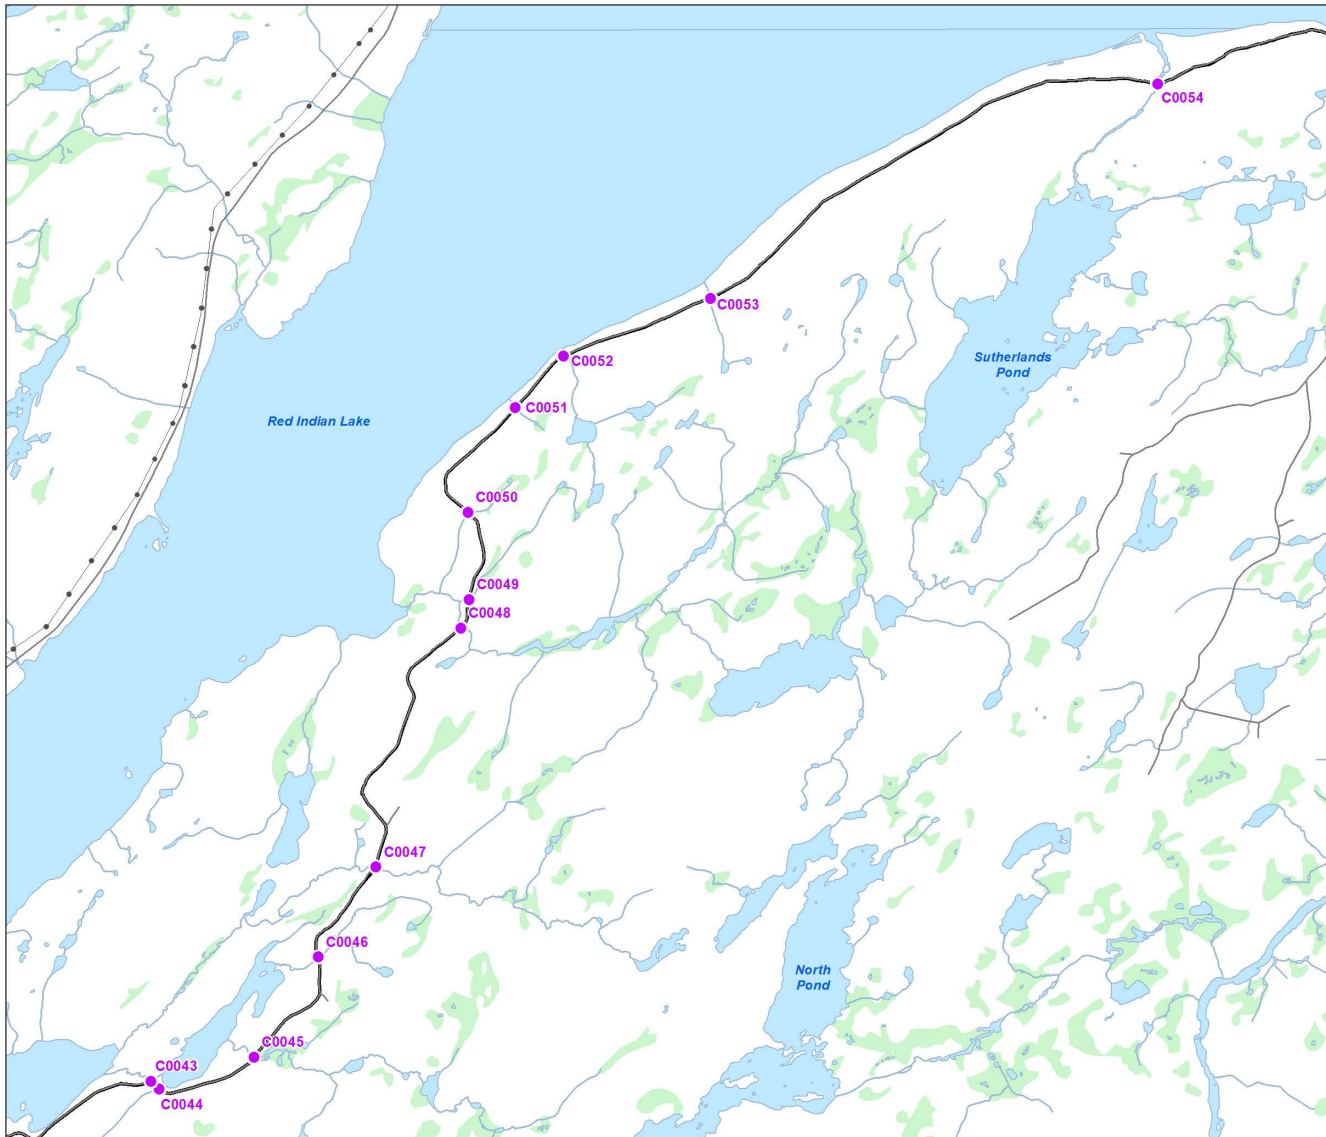 C0054
C0053
Sutherlands
Pond
C0052
C0051
Red Indian Lake
C0050
C0049
C0048
C0047
C0046
North
Pond
C0045
C0043
C0044